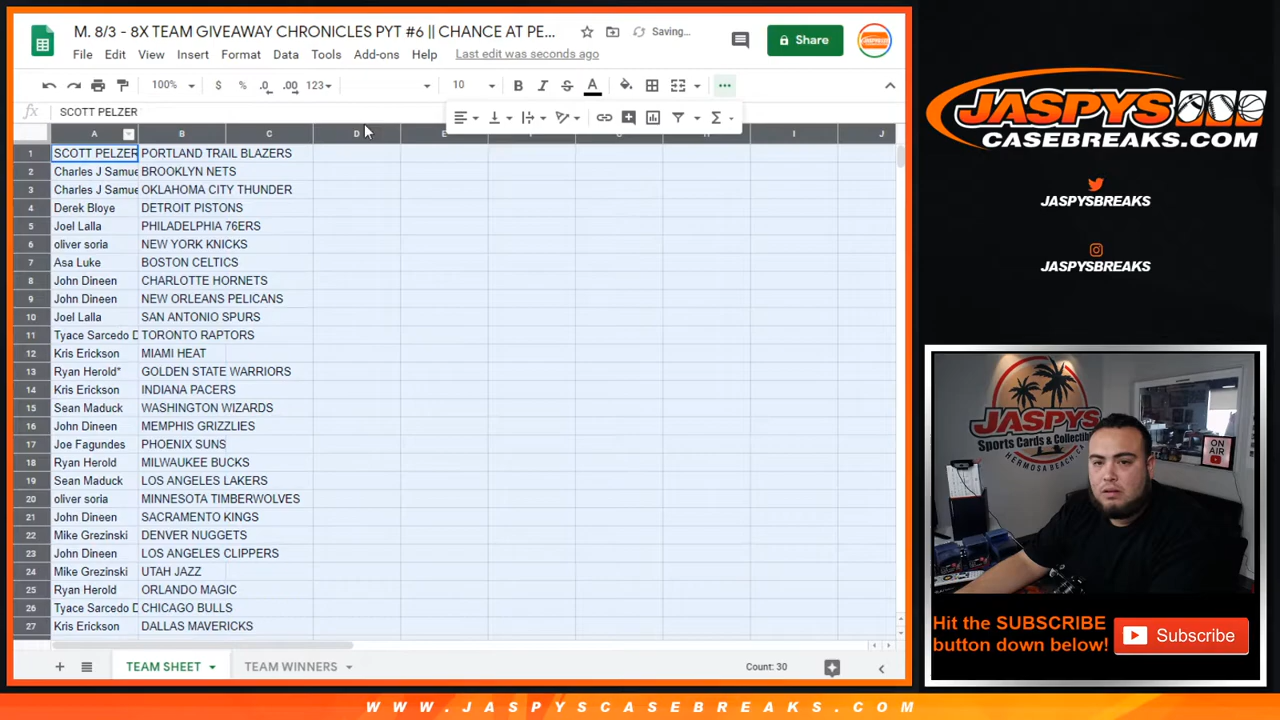 M. 8/3 - 8X TEAM GIVEAWAY CHRONICLES PYT #6 || CHANCE AT PE...
Saving...
Share
File Edit View Insert Format Data Tools Add-ons Help Last edit was seconds ago
100% $ % .0 .00 123 10 B I S A
fx SCOTT PELZER
A B C D E F G H I J
1 SCOTT PELZER PORTLAND TRAIL BLAZERS
2 Charles J Samue BROOKLYN NETS
3 Charles J Samue OKLAHOMA CITY THUNDER
4 Derek Bloye DETROIT PISTONS
5 Joel Lalla PHILADELPHIA 76ERS
6 oliver soria NEW YORK KNICKS
7 Asa Luke BOSTON CELTICS
8 John Dineen CHARLOTTE HORNETS
9 John Dineen NEW ORLEANS PELICANS
10 Joel Lalla SAN ANTONIO SPURS
11 Tyace Sarcedo D TORONTO RAPTORS
12 Kris Erickson MIAMI HEAT
13 Ryan Herold* GOLDEN STATE WARRIORS
14 Kris Erickson INDIANA PACERS
15 Sean Maduck WASHINGTON WIZARDS
16 John Dineen MEMPHIS GRIZZLIES
17 Joe Fagundes PHOENIX SUNS
18 Ryan Herold MILWAUKEE BUCKS
19 Sean Maduck LOS ANGELES LAKERS
20 oliver soria MINNESOTA TIMBERWOLVES
21 John Dineen SACRAMENTO KINGS
22 Mike Grezinski DENVER NUGGETS
23 John Dineen LOS ANGELES CLIPPERS
24 Mike Grezinski UTAH JAZZ
25 Ryan Herold ORLANDO MAGIC
26 Tyace Sarcedo D CHICAGO BULLS
27 Kris Erickson DALLAS MAVERICKS
TEAM SHEET TEAM WINNERS Count: 30
JASPYS
CASEBREAKS.COM
JASPYSBREAKS
JASPYSBREAKS
JASPYS
Sports Cards & Collectibles
HERMOSA BEACH, CA
ON
AIR
Hit the SUBSCRIBE
button down below!
Subscribe
WWW.JASPYSCASEBREAKS.COM